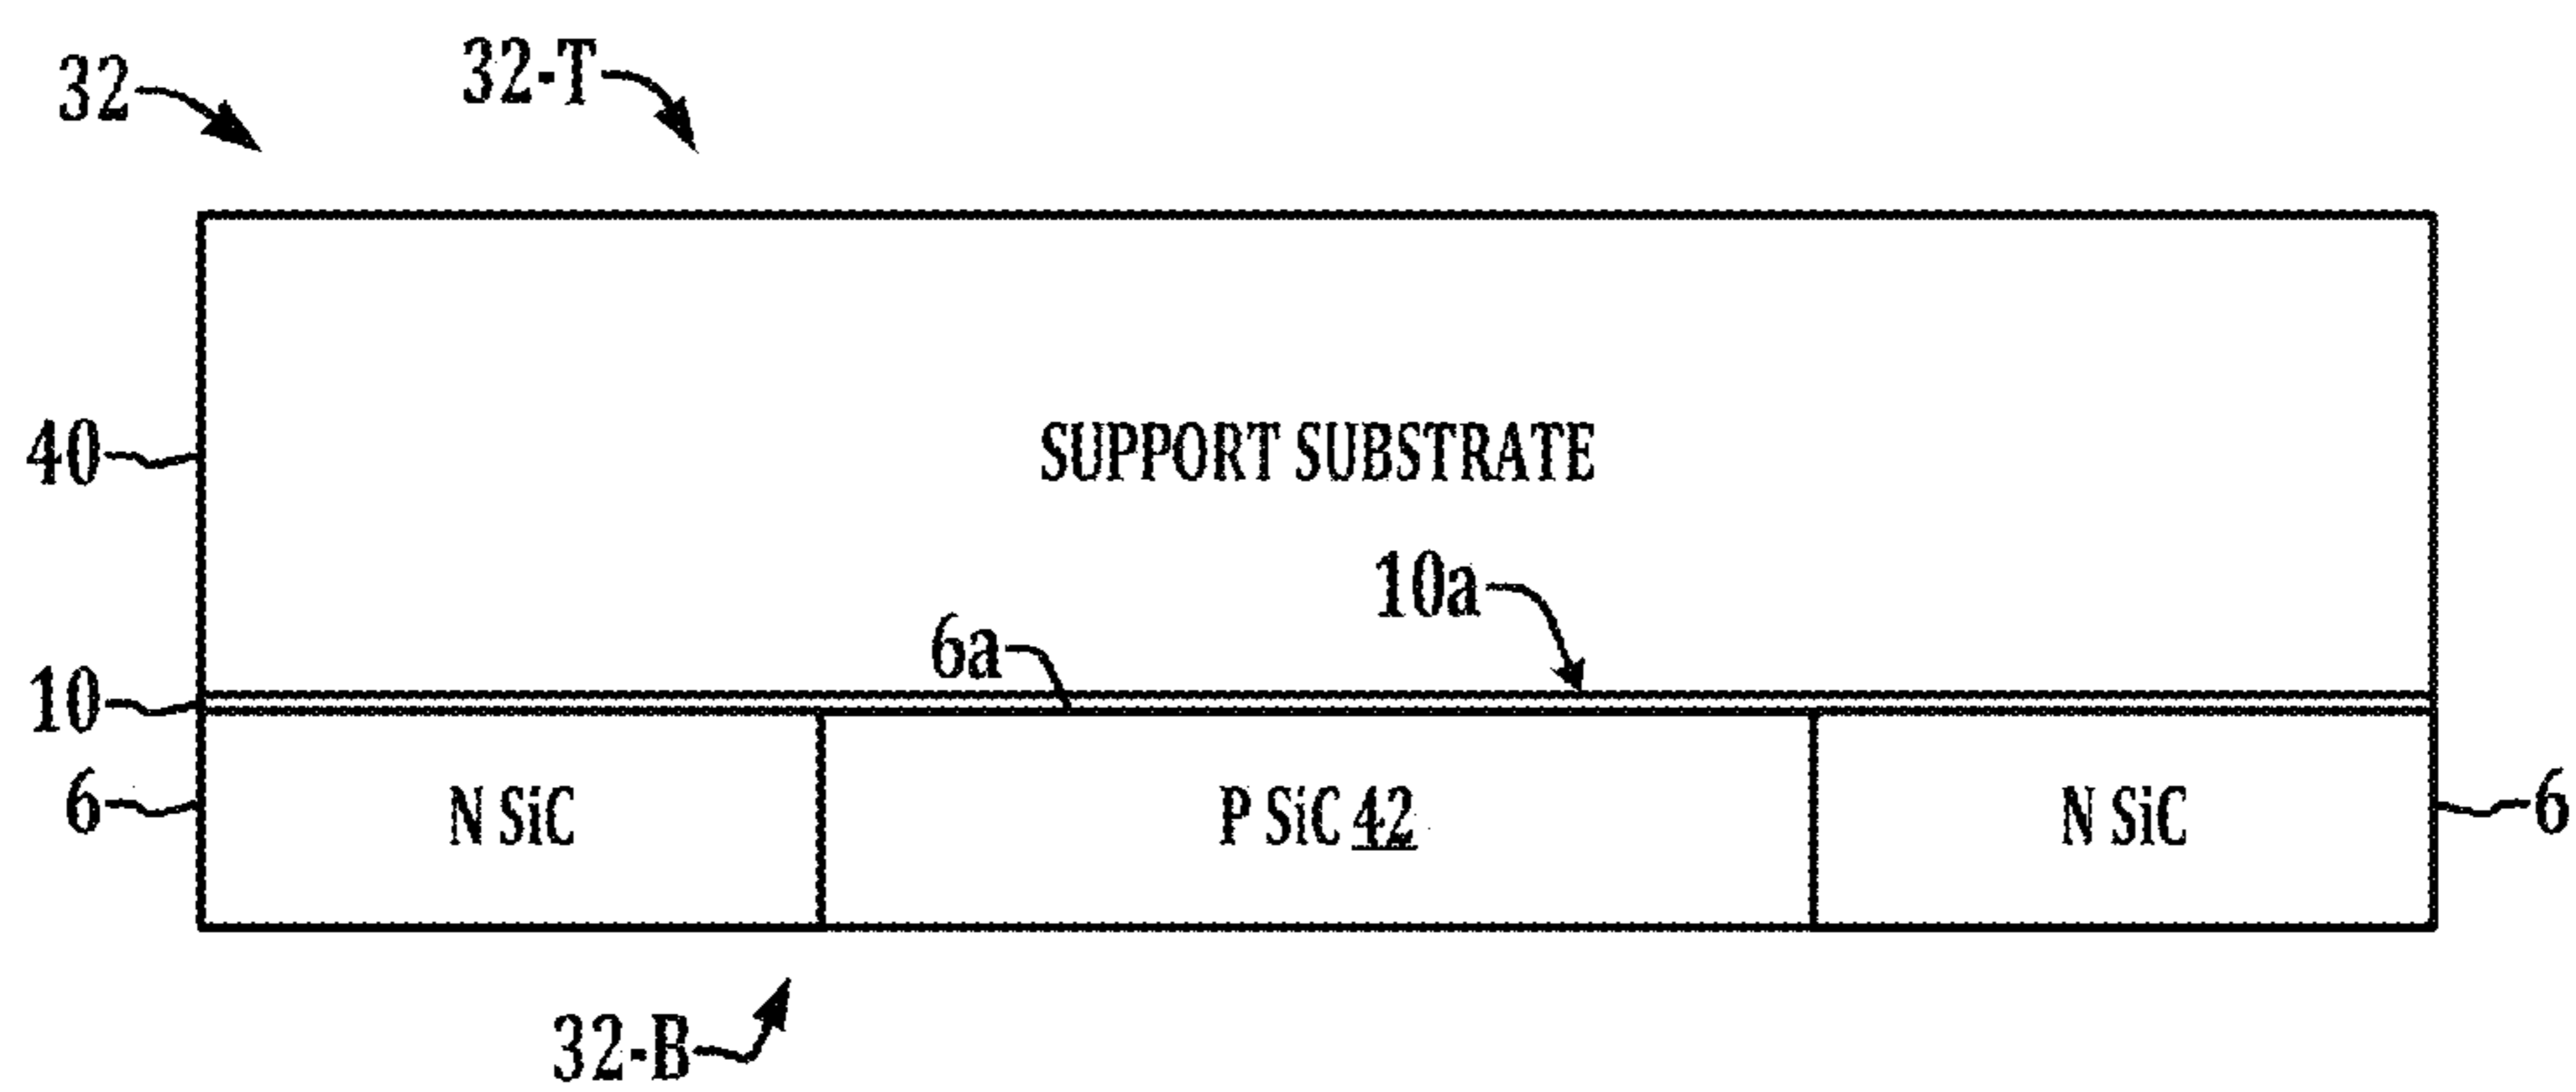 32
32-T
40
SUPPORT SUBSTRATE
10a
6a
10
6
N SiC
P SiC 42
N SiC
6
32-B